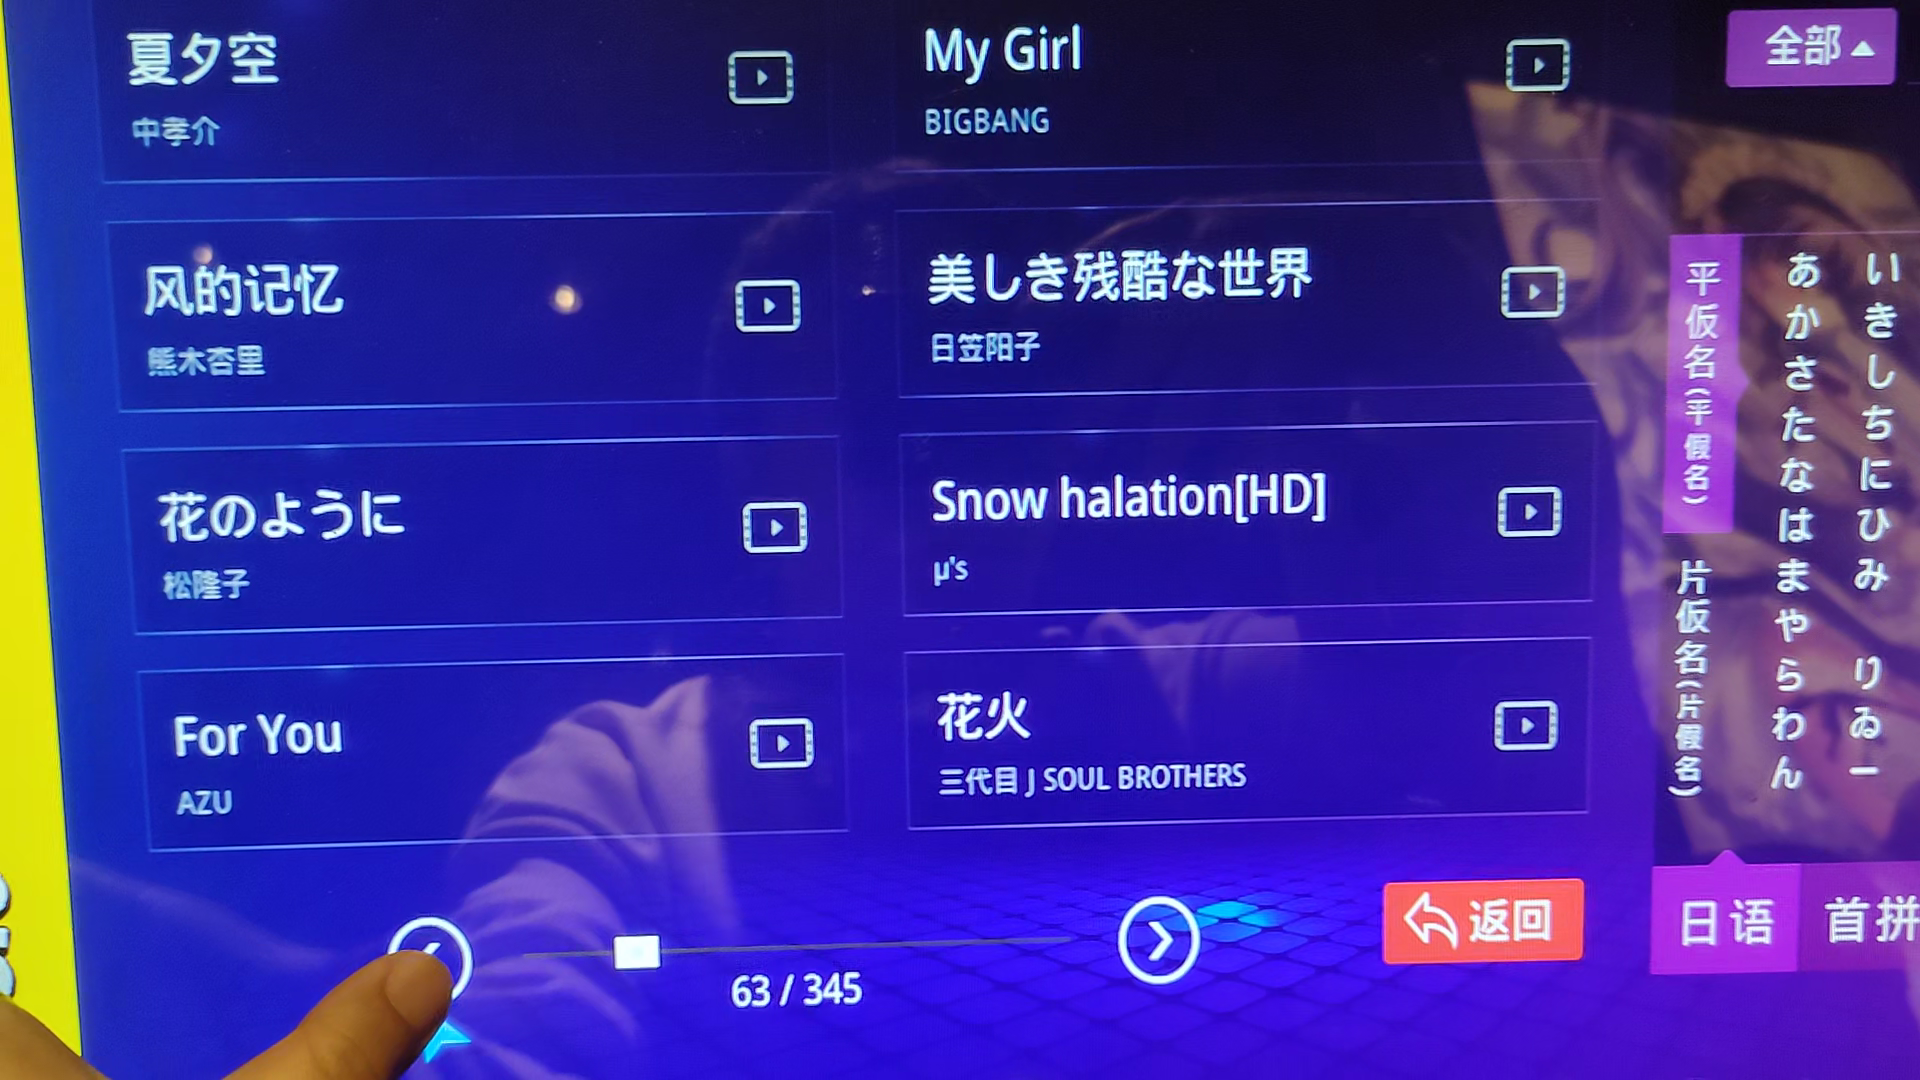 夏夕空
中孝介
My Girl
BIGBANG
风的记忆
熊木杏里
美しき残酷な世界
日笠阳子
花のように
松隆子
Snow halation[HD]
μ's
For You
AZU
花火
三代目 J SOUL BROTHERS
63 / 345
返回
全部
平仮名(平假名)
片仮名(片假名)
あかさたなはまやらわん
いきしちにひみ りゐー
日语
首拼